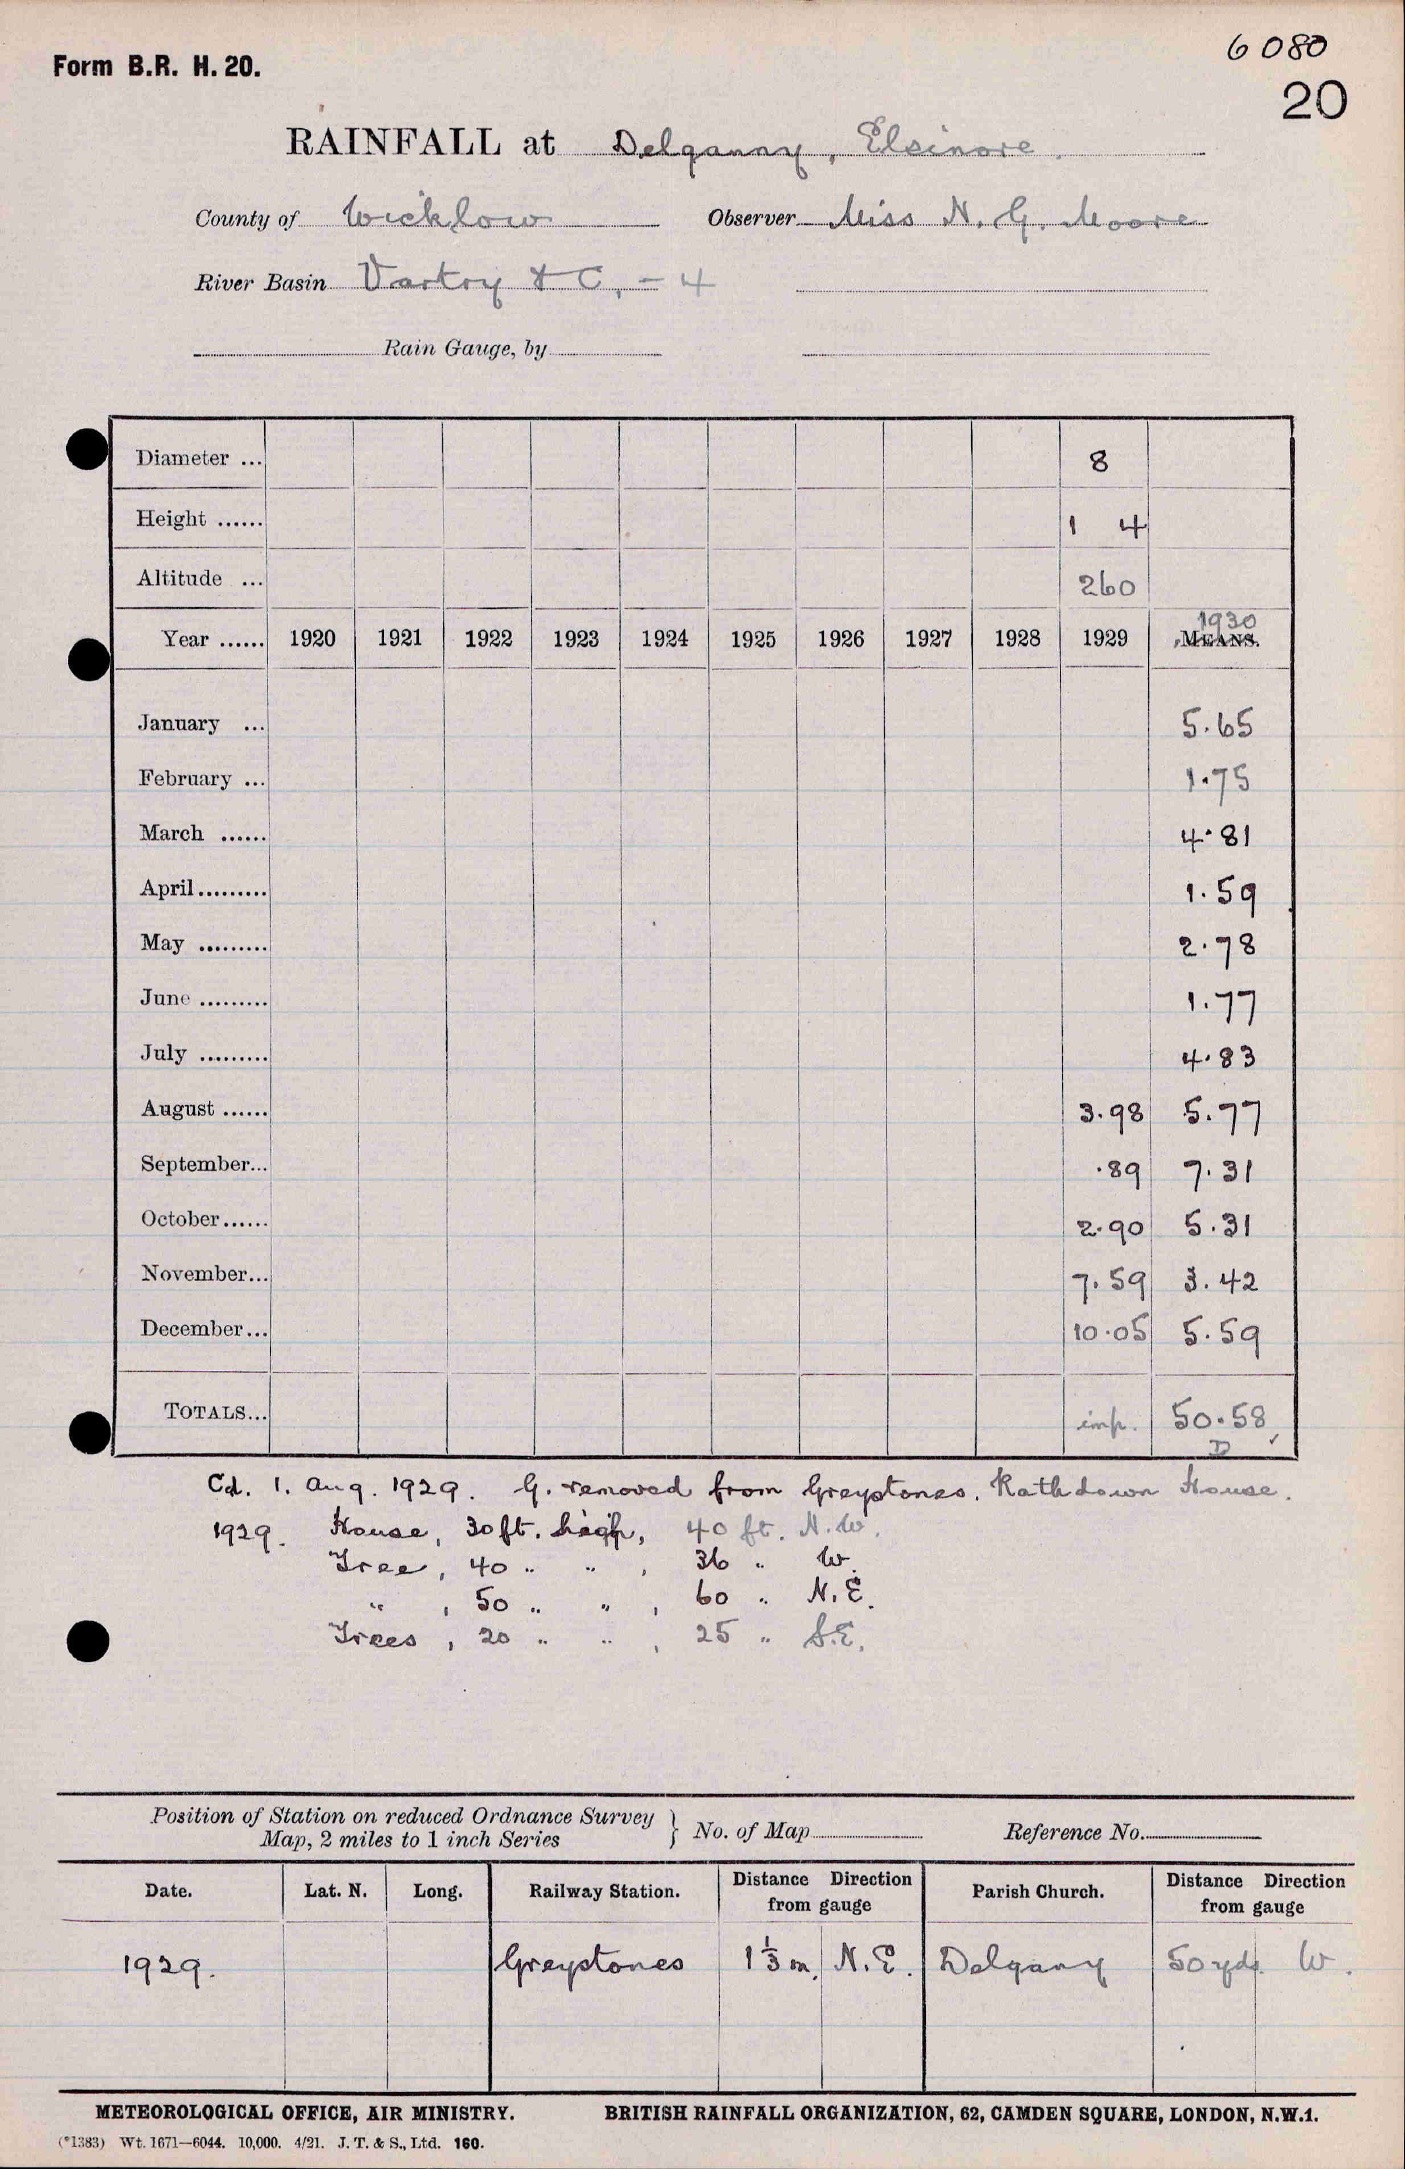 6080
Form B.R. H. 20.
20
RAINFALL at Delganny, Elsinore.
County of Wicklow Observer Miss N. G. Moore
River Basin Vartry & C. - 4
Rain Gauge, by
Diameter ... 8
Height ...... 1 4
Altitude ... 260
1930
Year ...... 1920 1921 1922 1923 1924 1925 1926 1927 1928 1929 MEANS.
January ... 5.65
February ... 1.75
March ...... 4.81
April ......... 1.59
May ......... 2.78
June ......... 1.77
July ......... 4.83
August ...... 3.98 5.77
September... .89 7.31
October...... 2.90 5.31
November... 7.59 3.42
December... 10.05 5.59
TOTALS... imp. 50.58
D ✓
Cd. 1. Aug. 1929. G. removed from Greystones. Rathdown House.
1929. House, 30 ft. high, 40 ft. N.W.
Tree, 40 " " , 36 " W.
" , 50 " " , 60 " N.E.
Trees, 20 " " , 25 " S.E.
Position of Station on reduced Ordnance Survey
Map, 2 miles to 1 inch Series } No. of Map Reference No.
Date. Lat. N. Long. Railway Station. Distance Direction from gauge Parish Church. Distance Direction from gauge
1929. Greystones 1 1/3 m. N.E. Delgany 50 yds. W.
METEOROLOGICAL OFFICE, AIR MINISTRY. BRITISH RAINFALL ORGANIZATION, 62, CAMDEN SQUARE, LONDON, N.W.1.
(*1383) Wt. 1671—6044. 10,000. 4/21. J. T. & S., Ltd. 160.